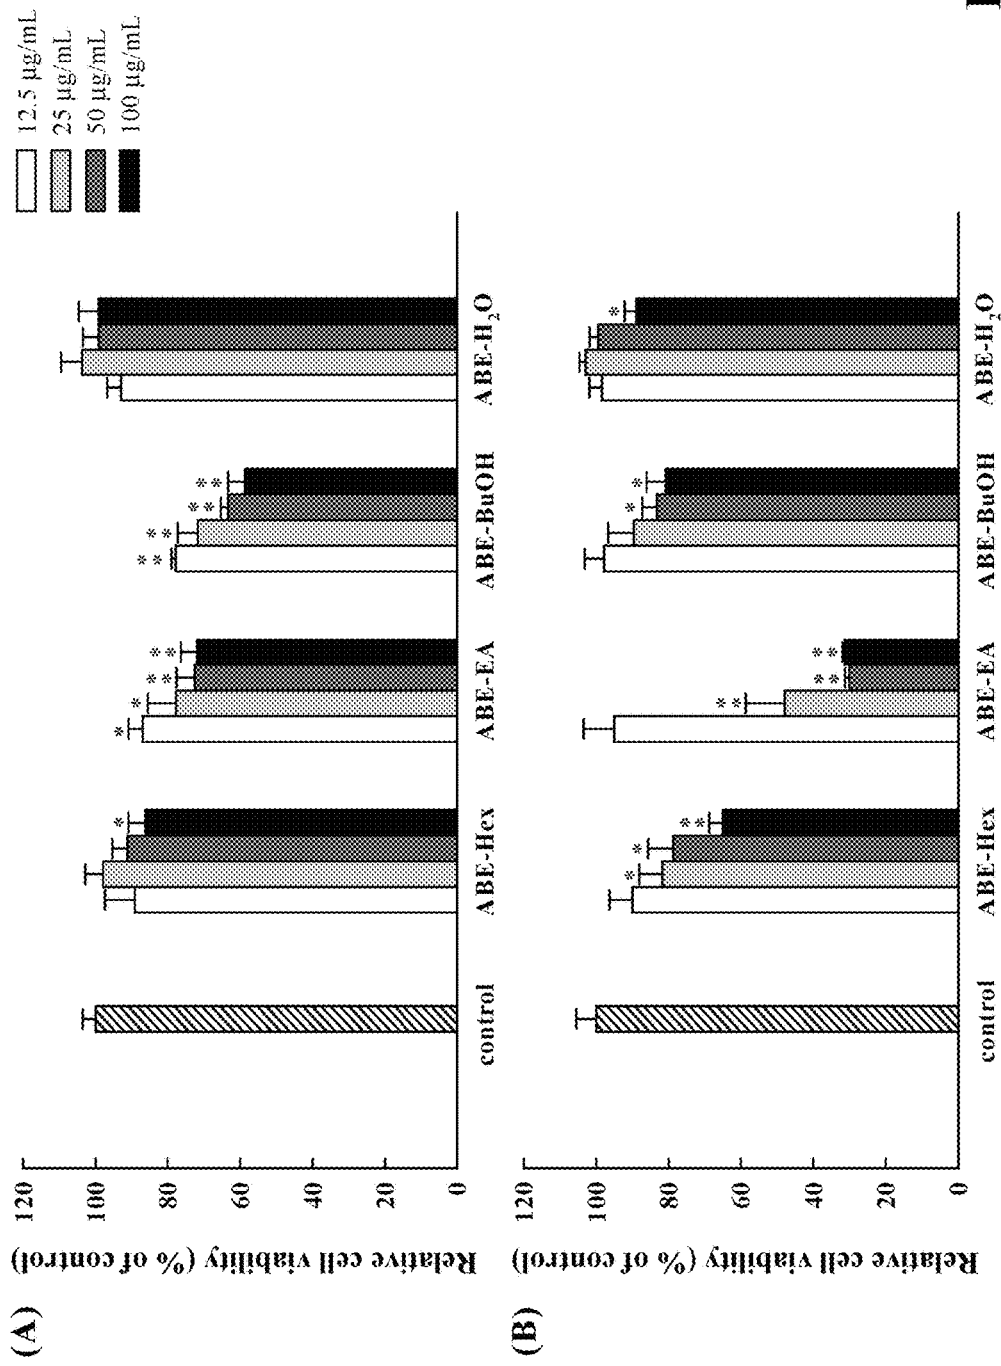 12.5 μg/mL
25 μg/mL
50 μg/mL
100 μg/mL
(A)
Relative cell viability (% of control)
120
100
80
60
40
20
0
*
*
*
**
**
**
**
**
**
control
ABE-Hex
ABE-EA
ABE-BuOH
ABE-H₂O
(B)
Relative cell viability (% of control)
120
100
80
60
40
20
0
*
*
**
**
**
**
*
*
*
control
ABE-Hex
ABE-EA
ABE-BuOH
ABE-H₂O